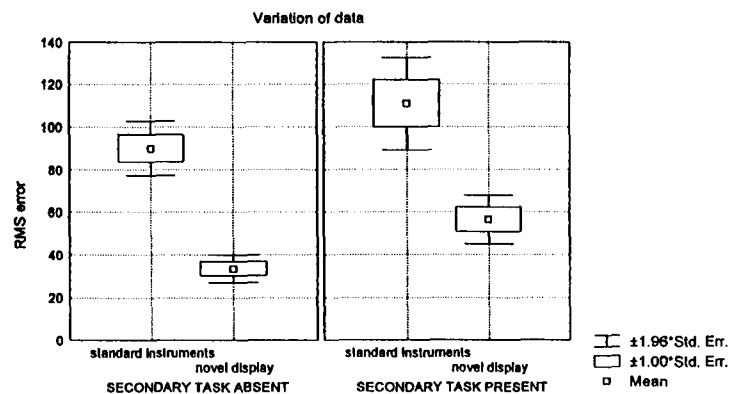 Variation of data
RMS error
140
120
100
80
60
40
20
0
standard instruments
novel display
SECONDARY TASK ABSENT
standard instruments
novel display
SECONDARY TASK PRESENT
±1.96*Std. Err.
±1.00*Std. Err.
Mean